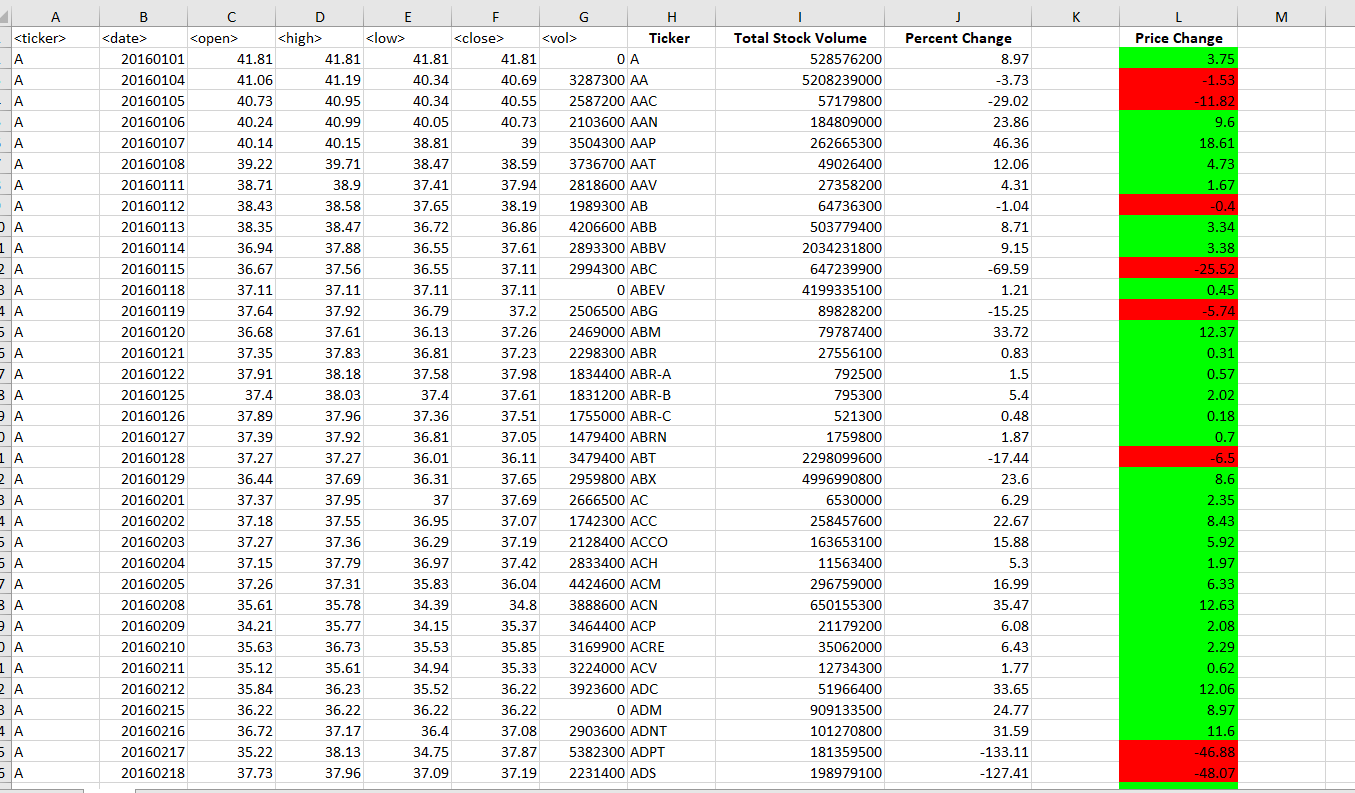 A B C D E F G H I J K L M
<ticker> <date> <open> <high> <low> <close> <vol> Ticker Total Stock Volume Percent Change Price Change
A 20160101 41.81 41.81 41.81 41.81 0 A 528576200 8.97 3.75
A 20160104 41.06 41.19 40.34 40.69 3287300 AA 5208239000 -3.73 -1.53
A 20160105 40.73 40.95 40.34 40.55 2587200 AAC 57179800 -29.02 -11.82
A 20160106 40.24 40.99 40.05 40.73 2103600 AAN 184809000 23.86 9.6
A 20160107 40.14 40.15 38.81 39 3504300 AAP 262665300 46.36 18.61
A 20160108 39.22 39.71 38.47 38.59 3736700 AAT 49026400 12.06 4.73
A 20160111 38.71 38.9 37.41 37.94 2818600 AAV 27358200 4.31 1.67
A 20160112 38.43 38.58 37.65 38.19 1989300 AB 64736300 -1.04 -0.4
A 20160113 38.35 38.47 36.72 36.86 4206600 ABB 503779400 8.71 3.34
A 20160114 36.94 37.88 36.55 37.61 2893300 ABBV 2034231800 9.15 3.38
A 20160115 36.67 37.56 36.55 37.11 2994300 ABC 647239900 -69.59 -25.52
A 20160118 37.11 37.11 37.11 37.11 0 ABEV 4199335100 1.21 0.45
A 20160119 37.64 37.92 36.79 37.2 2506500 ABG 89828200 -15.25 -5.74
A 20160120 36.68 37.61 36.13 37.26 2469000 ABM 79787400 33.72 12.37
A 20160121 37.35 37.83 36.81 37.23 2298300 ABR 27556100 0.83 0.31
A 20160122 37.91 38.18 37.58 37.98 1834400 ABR-A 792500 1.5 0.57
A 20160125 37.4 38.03 37.4 37.61 1831200 ABR-B 795300 5.4 2.02
A 20160126 37.89 37.96 37.36 37.51 1755000 ABR-C 521300 0.48 0.18
A 20160127 37.39 37.92 36.81 37.05 1479400 ABRN 1759800 1.87 0.7
A 20160128 37.27 37.27 36.01 36.11 3479400 ABT 2298099600 -17.44 -6.5
A 20160129 36.44 37.69 36.31 37.65 2959800 ABX 4996990800 23.6 8.6
A 20160201 37.37 37.95 37 37.69 2666500 AC 6530000 6.29 2.35
A 20160202 37.18 37.55 36.95 37.07 1742300 ACC 258457600 22.67 8.43
A 20160203 37.27 37.36 36.29 37.19 2128400 ACCO 163653100 15.88 5.92
A 20160204 37.15 37.79 36.97 37.42 2833400 ACH 11563400 5.3 1.97
A 20160205 37.26 37.31 35.83 36.04 4424600 ACM 296759000 16.99 6.33
A 20160208 35.61 35.78 34.39 34.8 3888600 ACN 650155300 35.47 12.63
A 20160209 34.21 35.77 34.15 35.37 3464400 ACP 21179200 6.08 2.08
A 20160210 35.63 36.73 35.53 35.85 3169900 ACRE 35062000 6.43 2.29
A 20160211 35.12 35.61 34.94 35.33 3224000 ACV 12734300 1.77 0.62
A 20160212 35.84 36.23 35.52 36.22 3923600 ADC 51966400 33.65 12.06
A 20160215 36.22 36.22 36.22 36.22 0 ADM 909133500 24.77 8.97
A 20160216 36.72 37.17 36.4 37.08 2903600 ADNT 101270800 31.59 11.6
A 20160217 35.22 38.13 34.75 37.87 5382300 ADPT 181359500 -133.11 -46.88
A 20160218 37.73 37.96 37.09 37.19 2231400 ADS 198979100 -127.41 -48.07